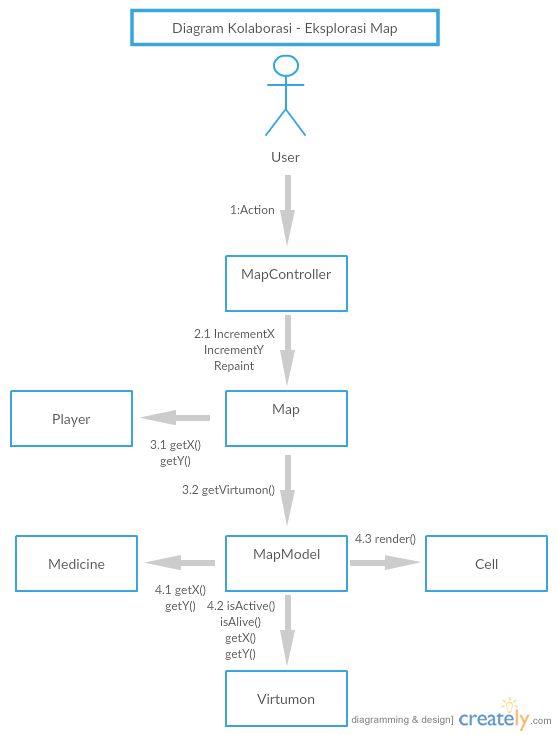 Diagram Kolaborasi - Eksplorasi Map
User
1:Action
MapController
2.1 IncrementX
IncrementY
Repaint
Map
Player
3.1 getX()
getY()
3.2 getVirtumon()
MapModel
4.3 render()
Medicine
Cell
4.1 getX()
getY()
4.2 isActive()
isAlive()
getX()
getY()
Virtumon
diagramming & design] creately.com